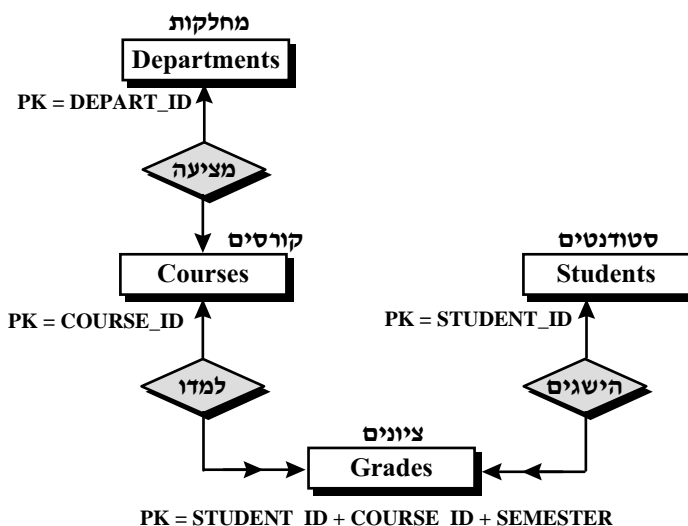 מחלקות
Departments
PK = DEPART_ID
מציעה
קורסים
Courses
סטודנטים
Students
PK = COURSE_ID
PK = STUDENT_ID
למדו
הישגים
ציונים
Grades
PK = STUDENT_ID + COURSE_ID + SEMESTER